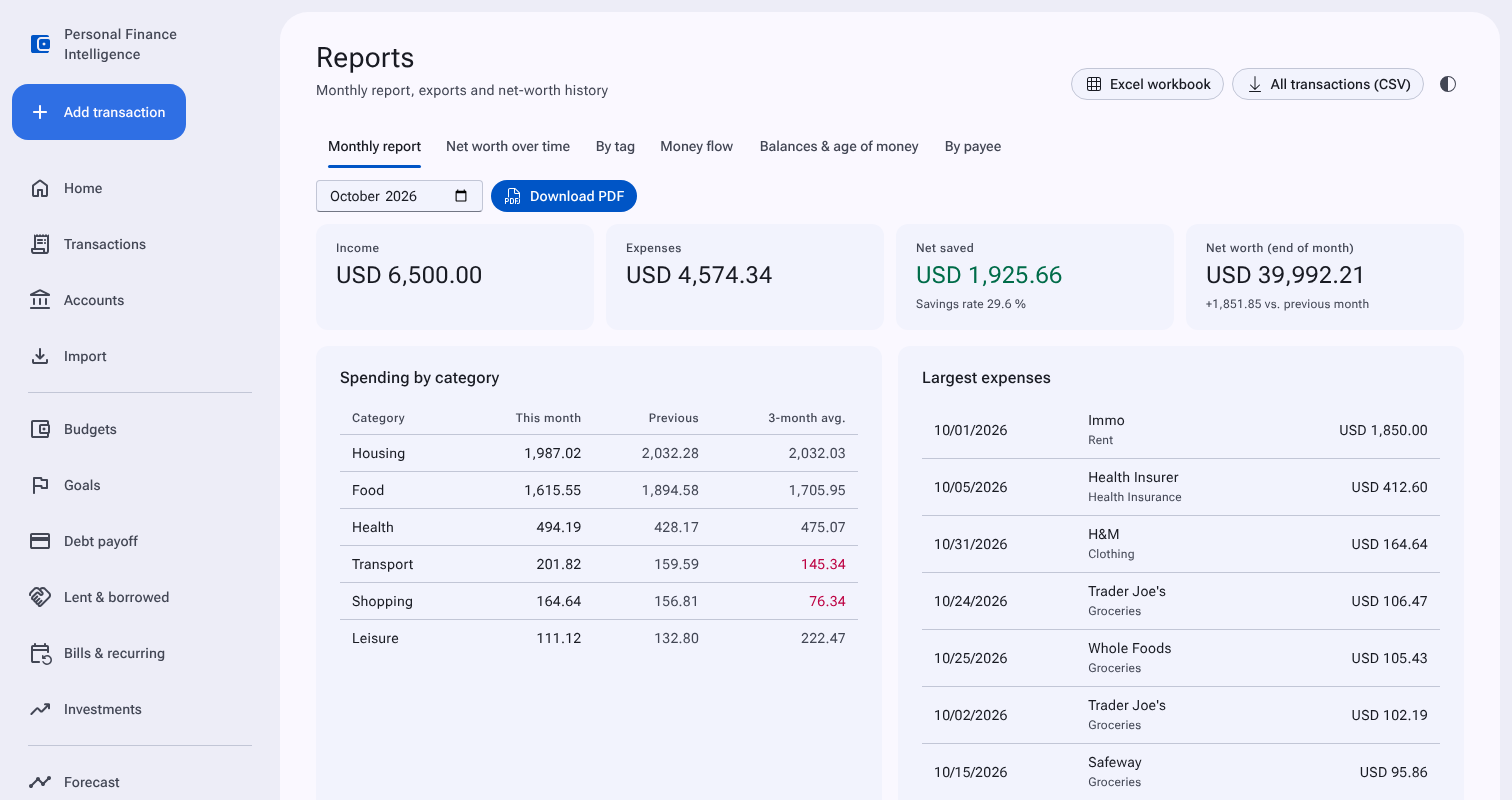 Personal Finance
Intelligence
Add transaction
Home
Transactions
Accounts
Import
Budgets
Goals
Debt payoff
Lent & borrowed
Bills & recurring
Investments
Forecast
Reports
Monthly report, exports and net-worth history
Excel workbook
All transactions (CSV)
Monthly report
Net worth over time
By tag
Money flow
Balances & age of money
By payee
October 2026
PDF
Download PDF
Income
USD 6,500.00
Expenses
USD 4,574.34
Net saved
USD 1,925.66
Savings rate 29.6 %
Net worth (end of month)
USD 39,992.21
+1,851.85 vs. previous month
Spending by category
Category This month Previous 3-month avg.
Housing 1,987.02 2,032.28 2,032.03
Food 1,615.55 1,894.58 1,705.95
Health 494.19 428.17 475.07
Transport 201.82 159.59 145.34
Shopping 164.64 156.81 76.34
Leisure 111.12 132.80 222.47
Largest expenses
10/01/2026 Immo USD 1,850.00
Rent
10/05/2026 Health Insurer USD 412.60
Health Insurance
10/31/2026 H&M USD 164.64
Clothing
10/24/2026 Trader Joe's USD 106.47
Groceries
10/25/2026 Whole Foods USD 105.43
Groceries
10/02/2026 Trader Joe's USD 102.19
Groceries
10/15/2026 Safeway USD 95.86
Groceries